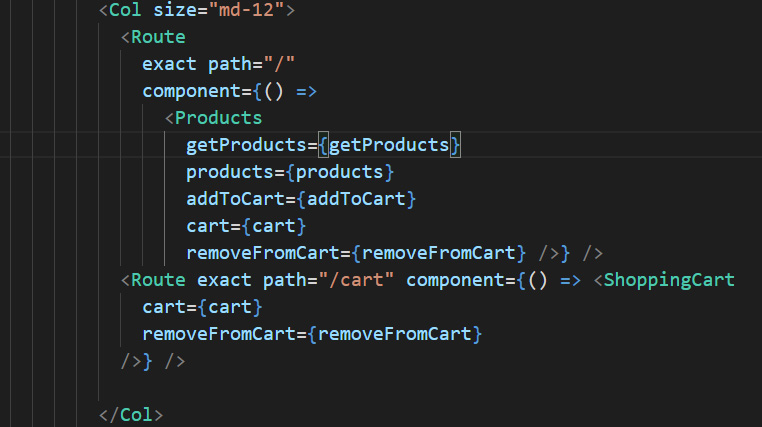 <Col size="md-12">
<Route
exact path="/"
component={() =>
<Products
getProducts={getProducts}
products={products}
addToCart={addToCart}
cart={cart}
removeFromCart={removeFromCart} />} />
<Route exact path="/cart" component={() => <ShoppingCart
cart={cart}
removeFromCart={removeFromCart}
/>} />
</Col>